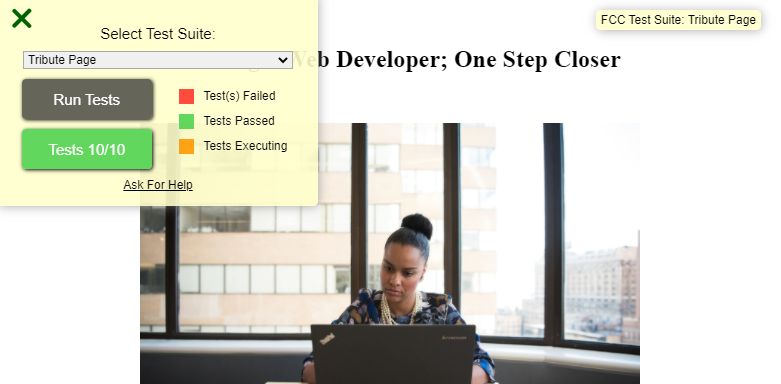 Select Test Suite:
FCC Test Suite: Tribute Page
Tribute Page
Web Developer; One Step Closer
Run Tests
Test(s) Failed
Tests Passed
Tests 10/10
Tests Executing
Ask For Help